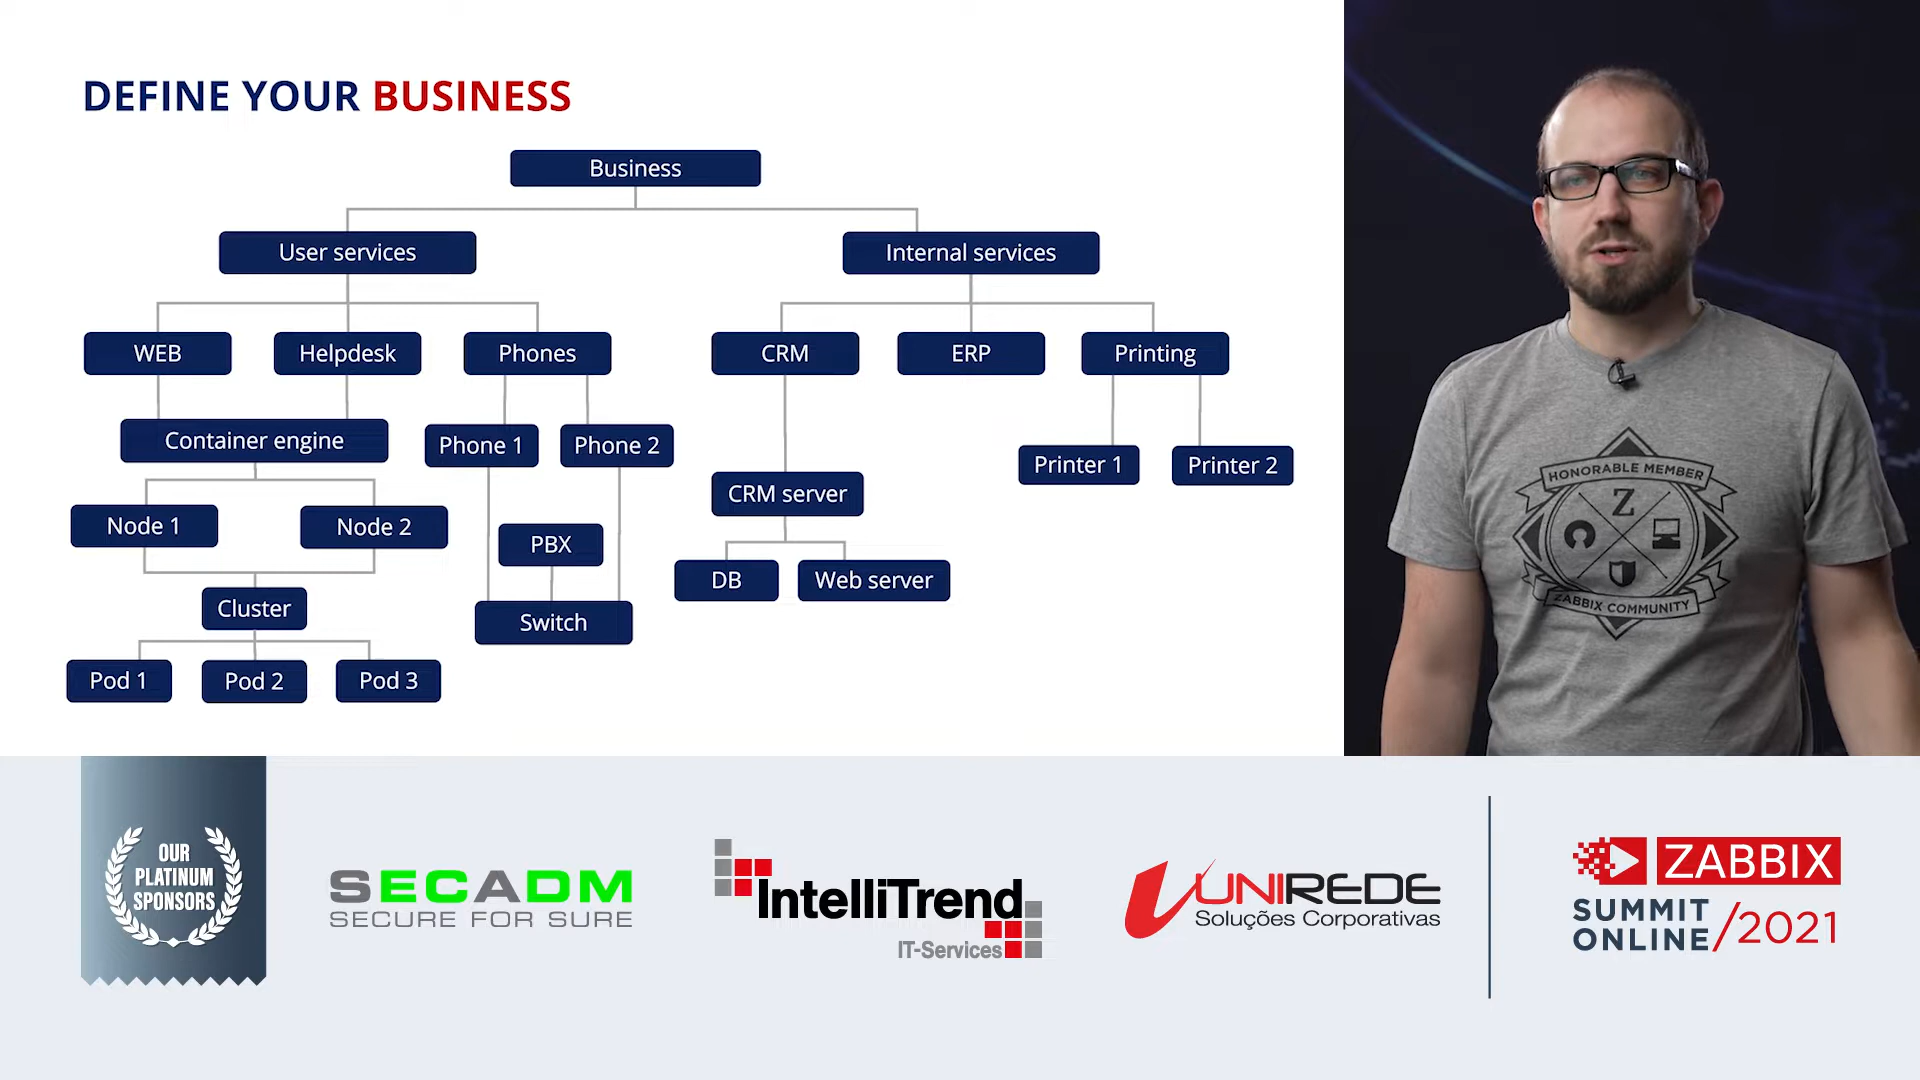 DEFINE YOUR BUSINESS
Business
User services
Internal services
WEB
Helpdesk
Phones
CRM
ERP
Printing
Container engine
Phone 1
Phone 2
Printer 1
Printer 2
CRM server
Node 1
Node 2
PBX
DB
Web server
Cluster
Switch
Pod 1
Pod 2
Pod 3
HONORABLE MEMBER
Z
ZABBIX COMMUNITY
OUR
PLATINUM
SPONSORS
SECADM
SECURE FOR SURE
IntelliTrend
IT-Services
UNIREDE
Soluções Corporativas
ZABBIX
SUMMIT
ONLINE/2021